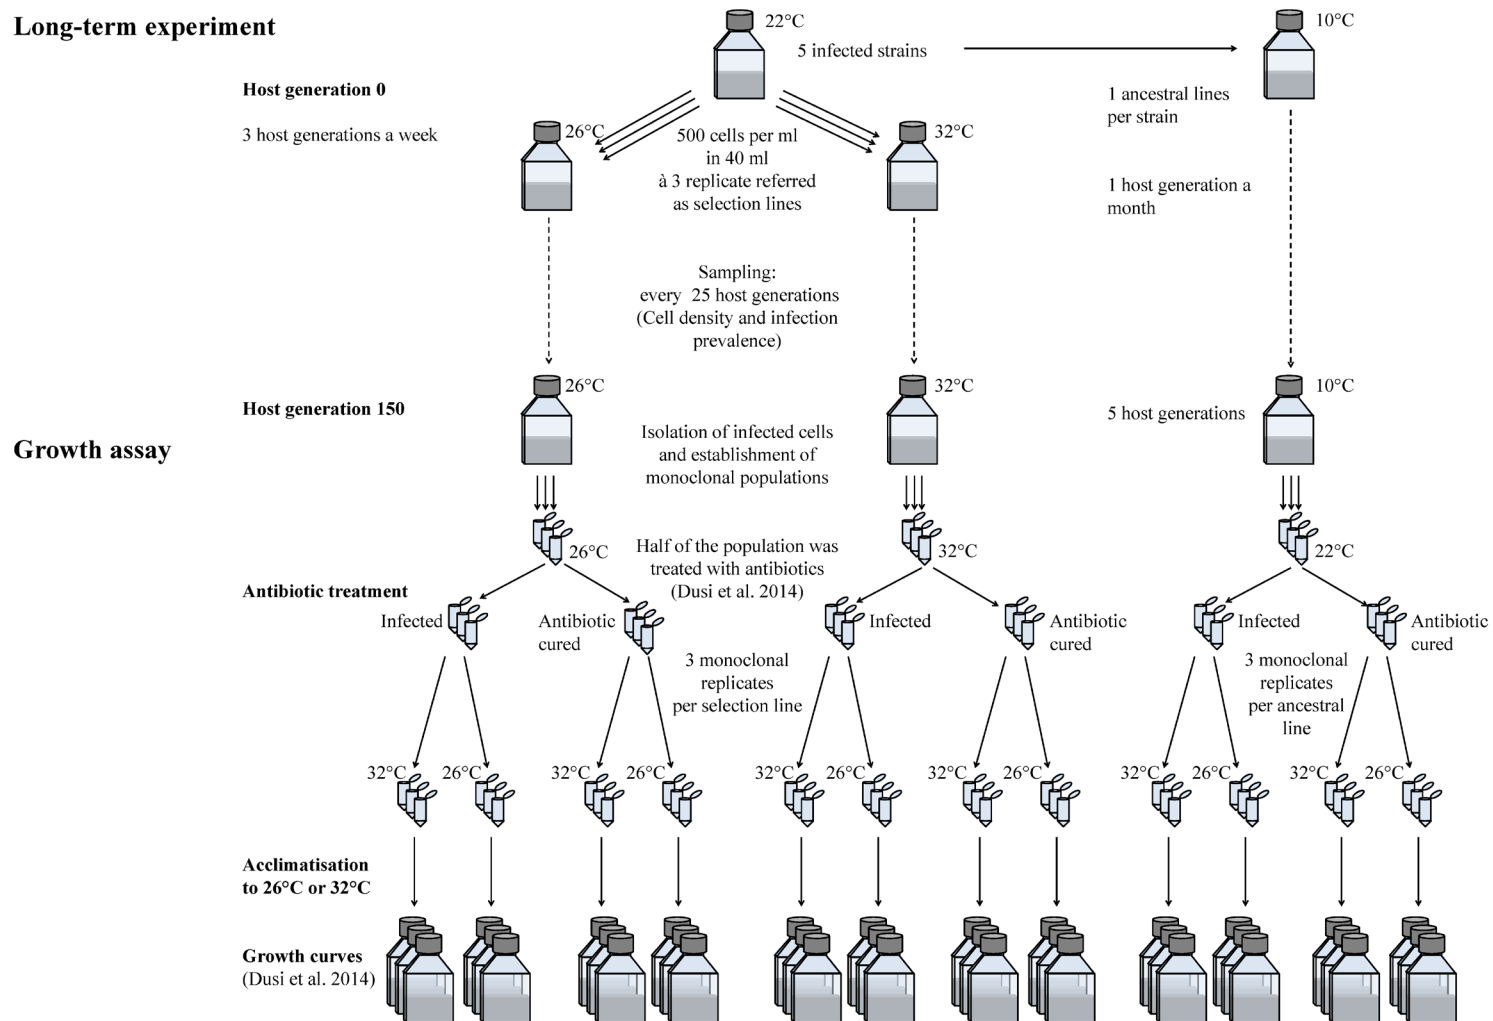 Long-term experiment
22°C
10°C
5 infected strains
Host generation 0
1 ancestral lines
per strain
3 host generations a week
26°C
500 cells per ml
in 40 ml
à 3 replicate referred
as selection lines
32°C
1 host generation a
month
Sampling:
every 25 host generations
(Cell density and infection
prevalence)
26°C
32°C
10°C
Host generation 150
5 host generations
Growth assay
Isolation of infected cells
and establishment of
monoclonal populations
26°C
Half of the population was
treated with antibiotics
(Dusi et al. 2014)
32°C
22°C
Antibiotic treatment
Infected
Antibiotic
cured
Infected
Antibiotic
cured
Infected
Antibiotic
cured
3 monoclonal
replicates
per selection line
3 monoclonal
replicates
per ancestral
line
32°C
26°C
32°C
26°C
32°C
26°C
32°C
26°C
32°C
26°C
32°C
26°C
Acclimatisation
to 26°C or 32°C
Growth curves
(Dusi et al. 2014)